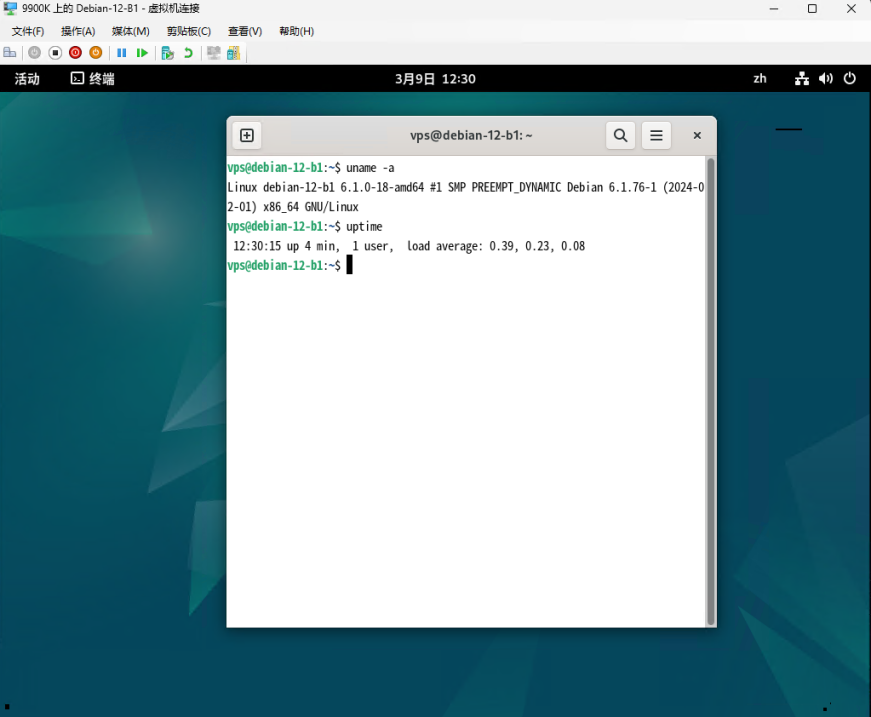 9900K 上的 Debian-12-B1 - 虚拟机连接
文件(F) 操作(A) 媒体(M) 剪贴板(C) 查看(V) 帮助(H)
活动 终端 3月9日 12:30 zh
vps@debian-12-b1: ~
vps@debian-12-b1:~$ uname -a
Linux debian-12-b1 6.1.0-18-amd64 #1 SMP PREEMPT_DYNAMIC Debian 6.1.76-1 (2024-0
2-01) x86_64 GNU/Linux
vps@debian-12-b1:~$ uptime
12:30:15 up 4 min, 1 user, load average: 0.39, 0.23, 0.08
vps@debian-12-b1:~$